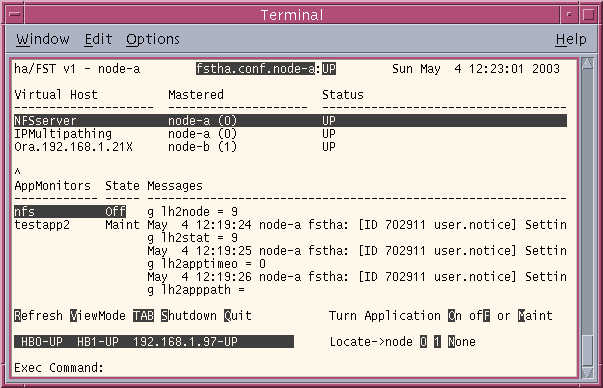 Terminal
Window Edit Options Help
ha/FST v1 - node-a fstha.conf.node-a:UP Sun May 4 12:23:01 2003
Virtual Host Mastered Status
-------------------- -------------------- -----------------------------------
NFSserver node-a (0) UP
IPMultipathing node-a (0) UP
Ora.192.168.1.21X node-b (1) UP
^
AppMonitors State Messages
------------ ----- ------------------------------------------------------------
nfs Off g lh2node = 9
testapp2 Maint May 4 12:19:24 node-a fstha: [ID 702911 user.notice] Settin
g lh2stat = 9
May 4 12:19:25 node-a fstha: [ID 702911 user.notice] Settin
g lh2apptimeo = 0
May 4 12:19:26 node-a fstha: [ID 702911 user.notice] Settin
g lh2apppath =
Refresh ViewMode TAB Shutdown Quit Turn Application On ofF or Maint
HB0-UP HB1-UP 192.168.1.97-UP Locate->node 0 1 None
Exec Command: